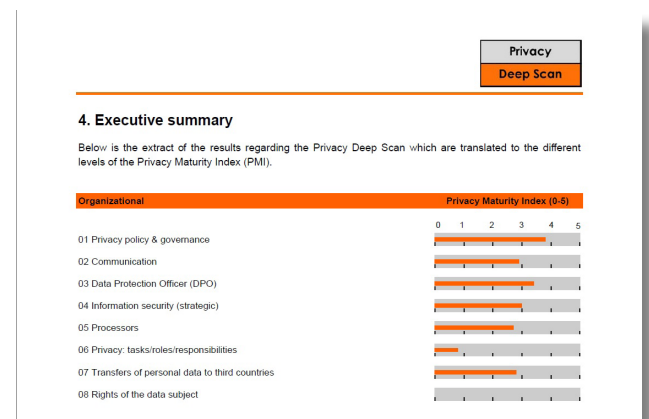 Privacy
Deep Scan
4. Executive summary
Below is the extract of the results regarding the Privacy Deep Scan which are translated to the different
levels of the Privacy Maturity Index (PMI).
Organizational Privacy Maturity Index (0-5)
0 1 2 3 4 5
01 Privacy policy & governance
02 Communication
03 Data Protection Officer (DPO)
04 Information security (strategic)
05 Processors
06 Privacy: tasks/roles/responsibilities
07 Transfers of personal data to third countries
08 Rights of the data subject